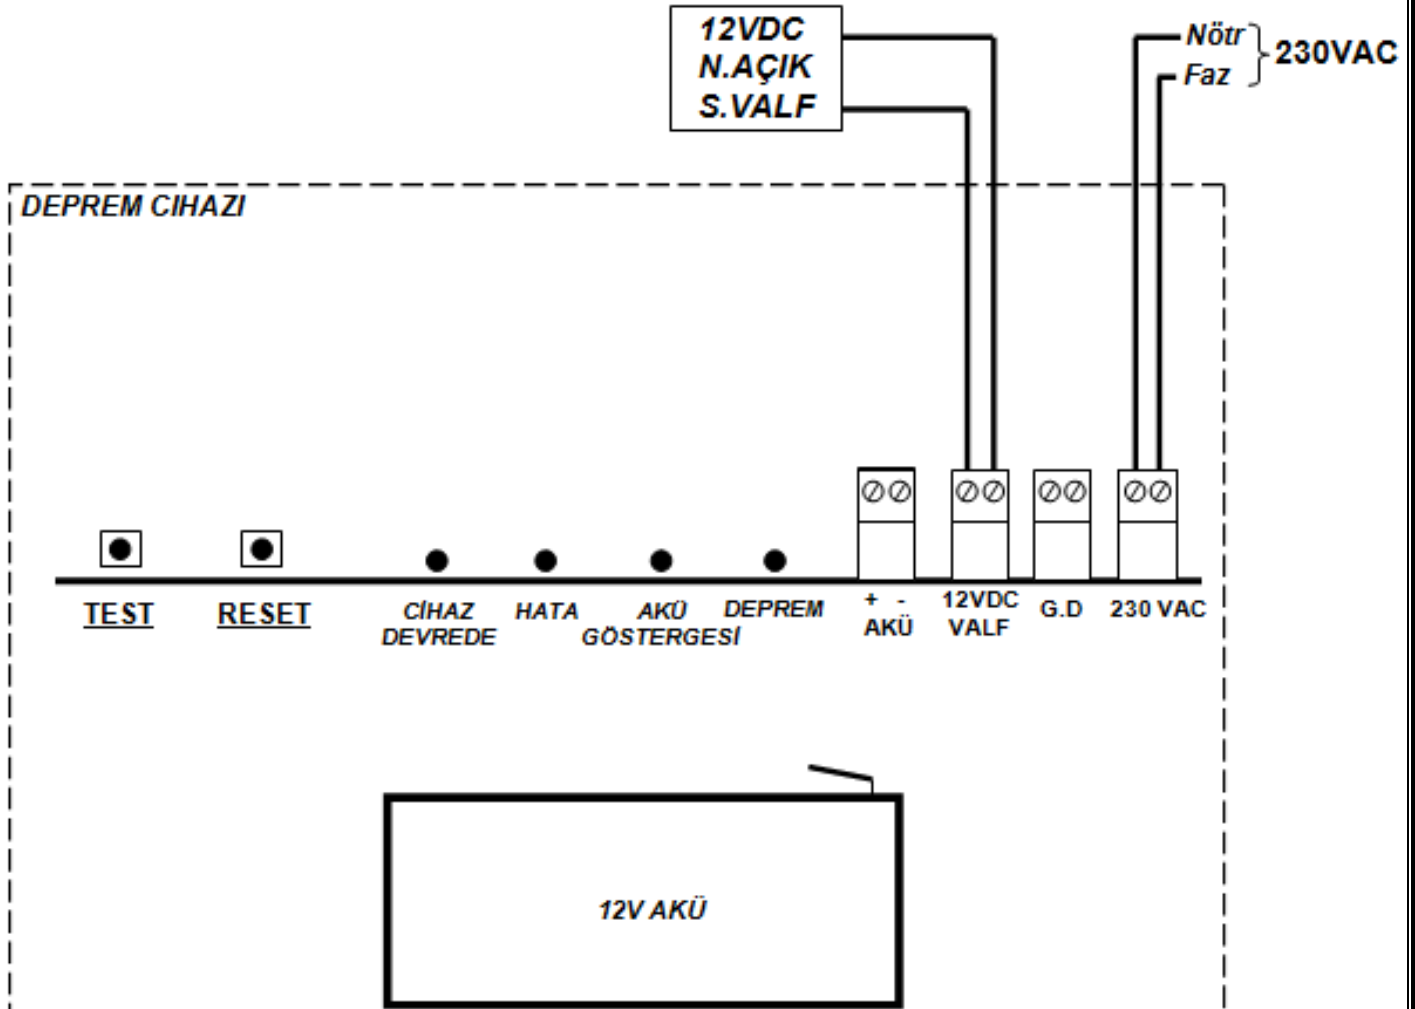 12VDC
N.AÇIK
S.VALF
Nötr
Faz
230VAC
DEPREM CIHAZI
TEST
RESET
CİHAZ
DEVREDE
HATA
AKÜ
GÖSTERGESİ
DEPREM
+ -
AKÜ
12VDC
VALF
G.D
230 VAC
12V AKÜ